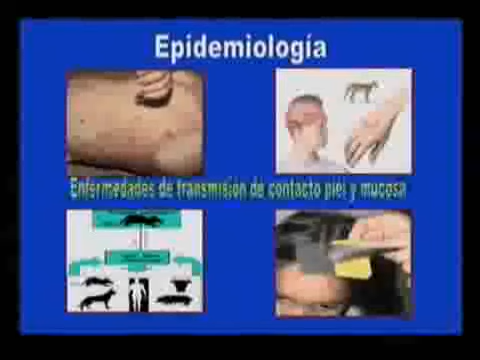 Epidemiología
Enfermedades de transmisión de contacto piel y mucosa